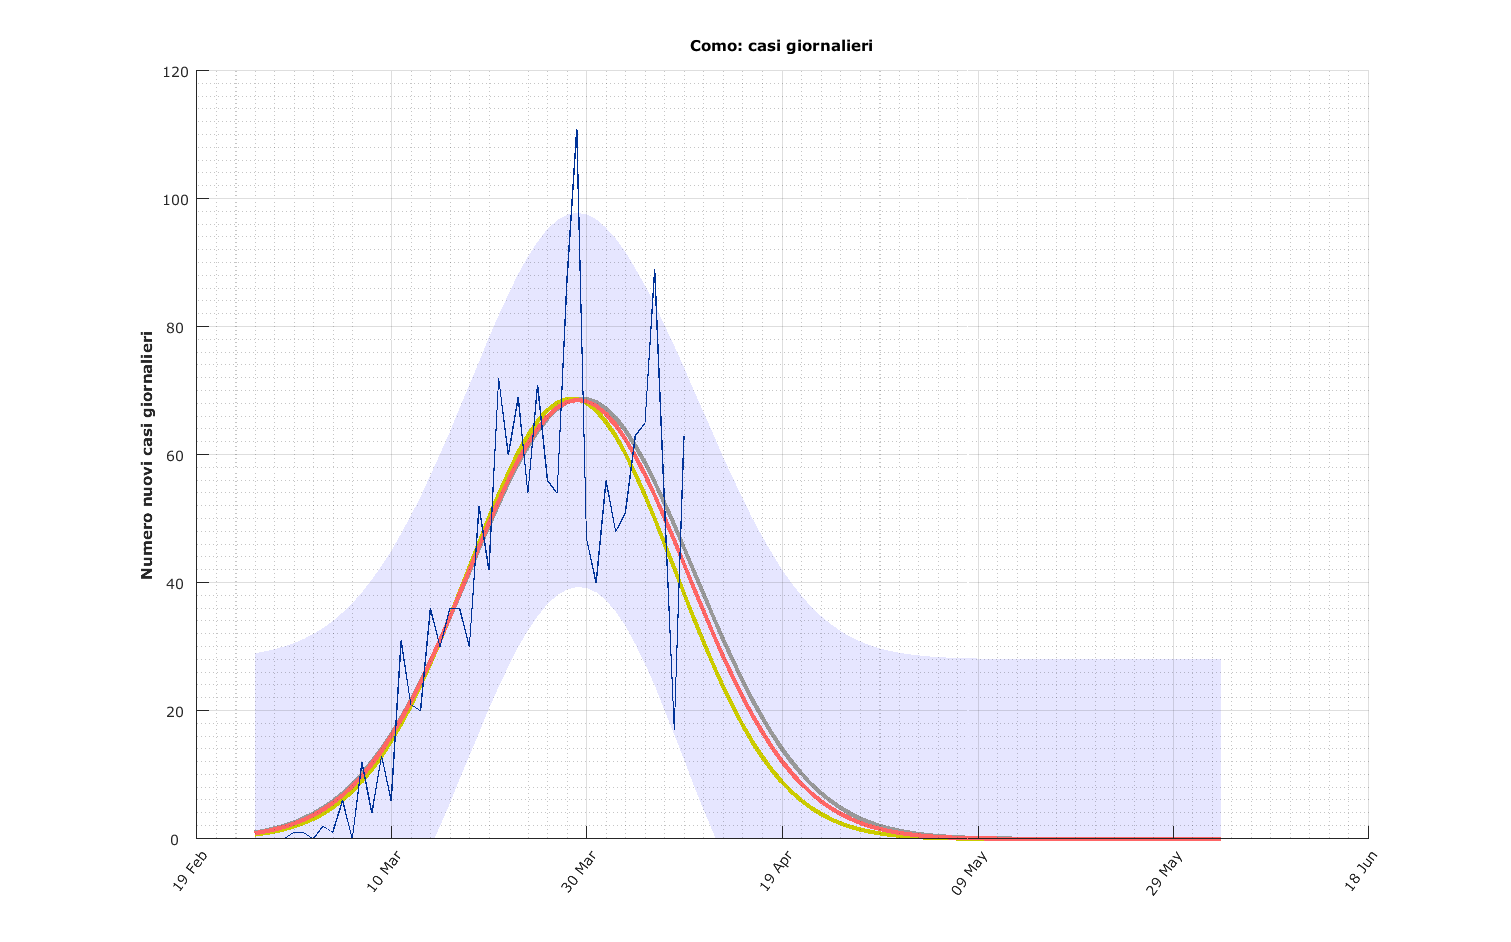 Como: casi giornalieri
120
100
80
60
40
20
0
Numero nuovi casi giornalieri
19 Feb
10 Mar
30 Mar
19 Apr
09 May
29 May
18 Jun